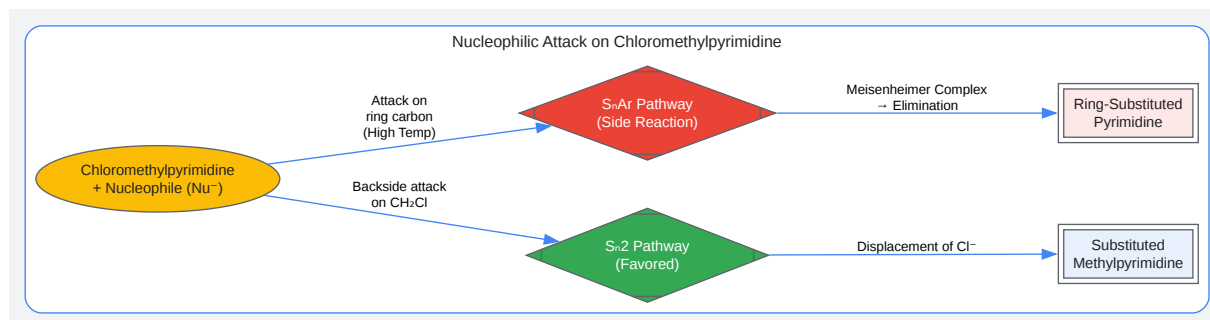 Nucleophilic Attack on Chloromethylpyrimidine
Attack on
ring carbon
(High Temp)
SₙAr Pathway
(Side Reaction)
Meisenheimer Complex
→ Elimination
Ring-Substituted
Pyrimidine
Chloromethylpyrimidine
+ Nucleophile (Nu⁻)
Backside attack
on CH₂Cl
Sₙ2 Pathway
(Favored)
Displacement of Cl⁻
Substituted
Methylpyrimidine